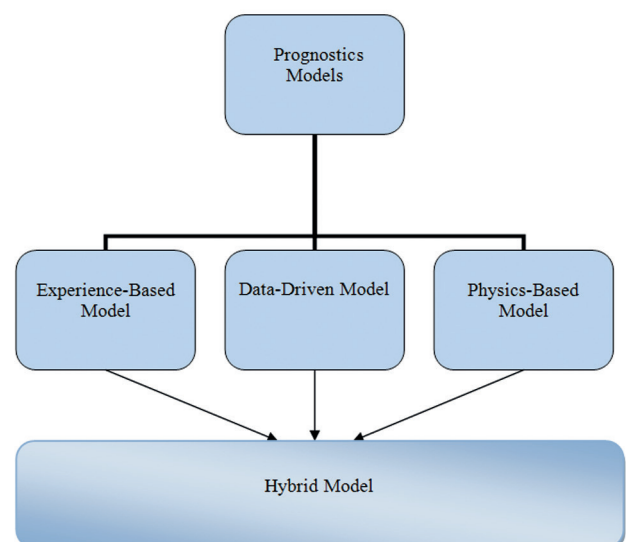 Prognostics
Models
Experience-Based
Model
Data-Driven Model
Physics-Based
Model
Hybrid Model